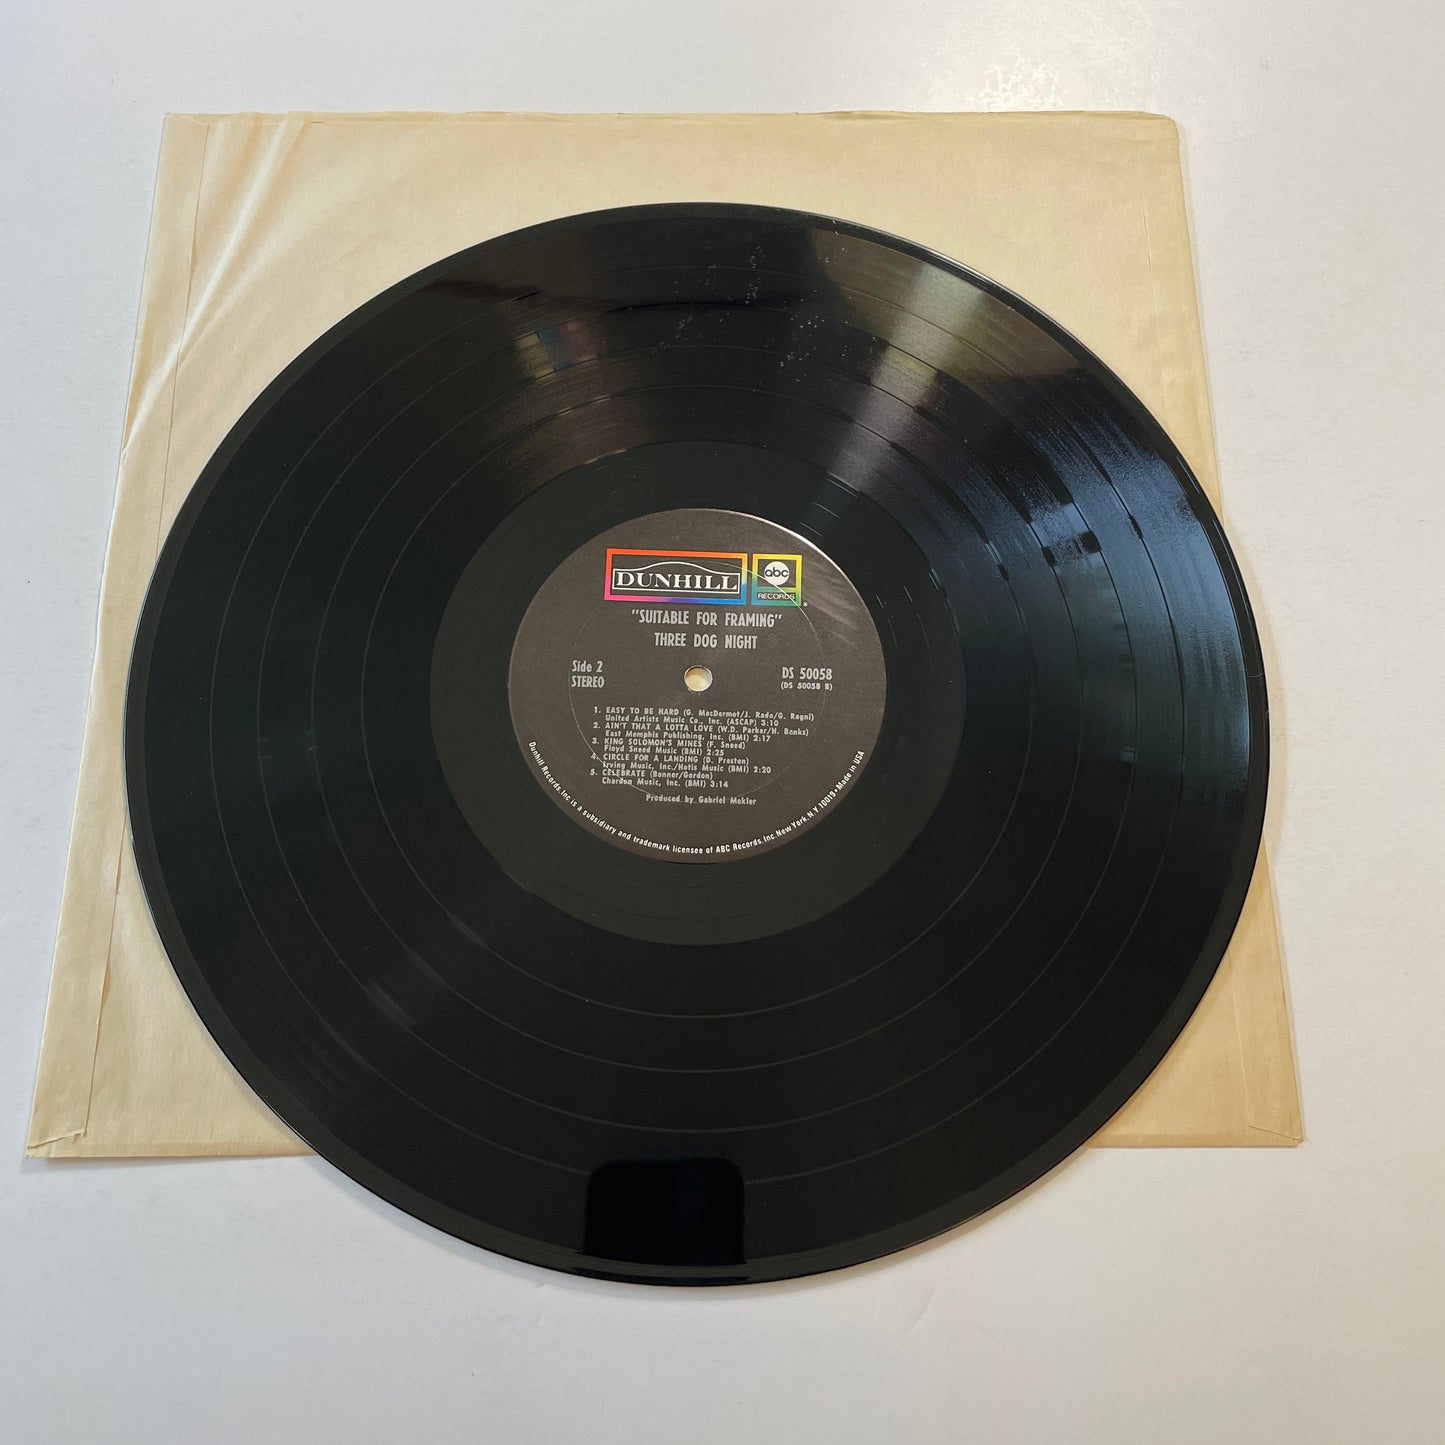 DUNHILL
abc
RECORDS
®
"SUITABLE FOR FRAMING"
THREE DOG NIGHT
Side 2
STEREO
DS 50058
(DS 50058 B)
1. EASY TO BE HARD (G. MacDermot/J. Rado/G. Ragni)
United Artists Music Co., Inc. (ASCAP) 3:10
2. AIN'T THAT A LOTTA LOVE (W.D. Parker/H. Banks)
East Memphis Publishing, Inc. (BMI) 2:17
3. KING SOLOMON'S MINES (F. Sneed)
Floyd Sneed Music (BMI) 2:25
4. CIRCLE FOR A LANDING (D. Preston)
Irving Music, Inc./Hotis Music (BMI) 2:20
5. CELEBRATE (Bonner/Gordon)
Chardon Music, Inc. (BMI) 3:14
Produced by Gabriel Mekler
Dunhill Records, Inc. is a subsidiary and trademark licensee of ABC Records, Inc. New York, N.Y. 10019 • Made in USA